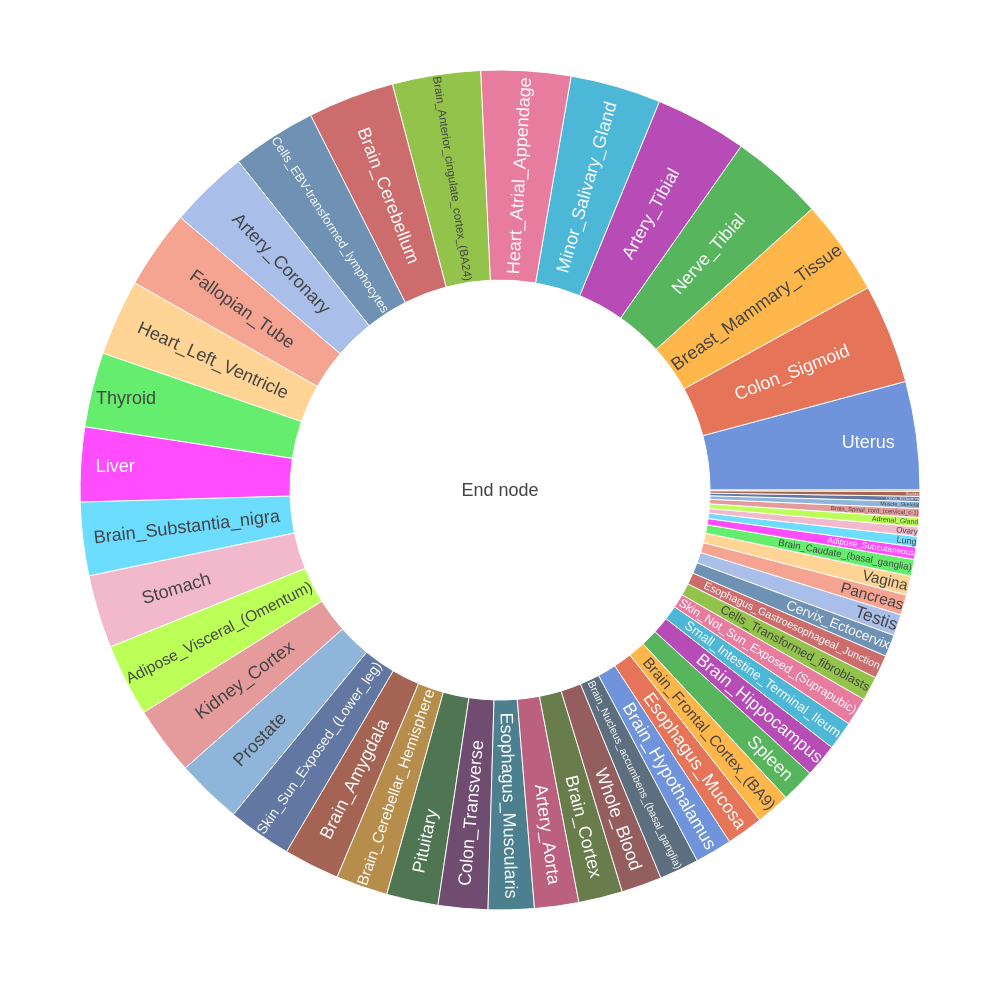 End node
Uterus
Colon_Sigmoid
Breast_Mammary_Tissue
Nerve_Tibial
Artery_Tibial
Minor_Salivary_Gland
Heart_Atrial_Appendage
Brain_Anterior_cingulate_cortex_(BA24)
Brain_Cerebellum
Cells_EBV-transformed_lymphocytes
Artery_Coronary
Fallopian_Tube
Heart_Left_Ventricle
Thyroid
Liver
Brain_Substantia_nigra
Stomach
Adipose_Visceral_(Omentum)
Kidney_Cortex
Prostate
Skin_Sun_Exposed_(Lower_leg)
Brain_Amygdala
Brain_Cerebellar_Hemisphere
Pituitary
Colon_Transverse
Esophagus_Muscularis
Artery_Aorta
Brain_Cortex
Whole_Blood
Brain_Nucleus_accumbens_(basal_ganglia)
Brain_Hypothalamus
Esophagus_Mucosa
Brain_Frontal_Cortex_(BA9)
Spleen
Brain_Hippocampus
Small_Intestine_Terminal_Ileum
Skin_Not_Sun_Exposed_(Suprapubic)
Cells_Transformed_fibroblasts
Esophagus_Gastroesophageal_Junction
Cervix_Ectocervix
Testis
Pancreas
Vagina
Brain_Caudate_(basal_ganglia)
Adipose_Subcutaneous
Lung
Ovary
Adrenal_Gland
Brain_Spinal_cord_(cervical_c-1)
Muscle_Skeletal